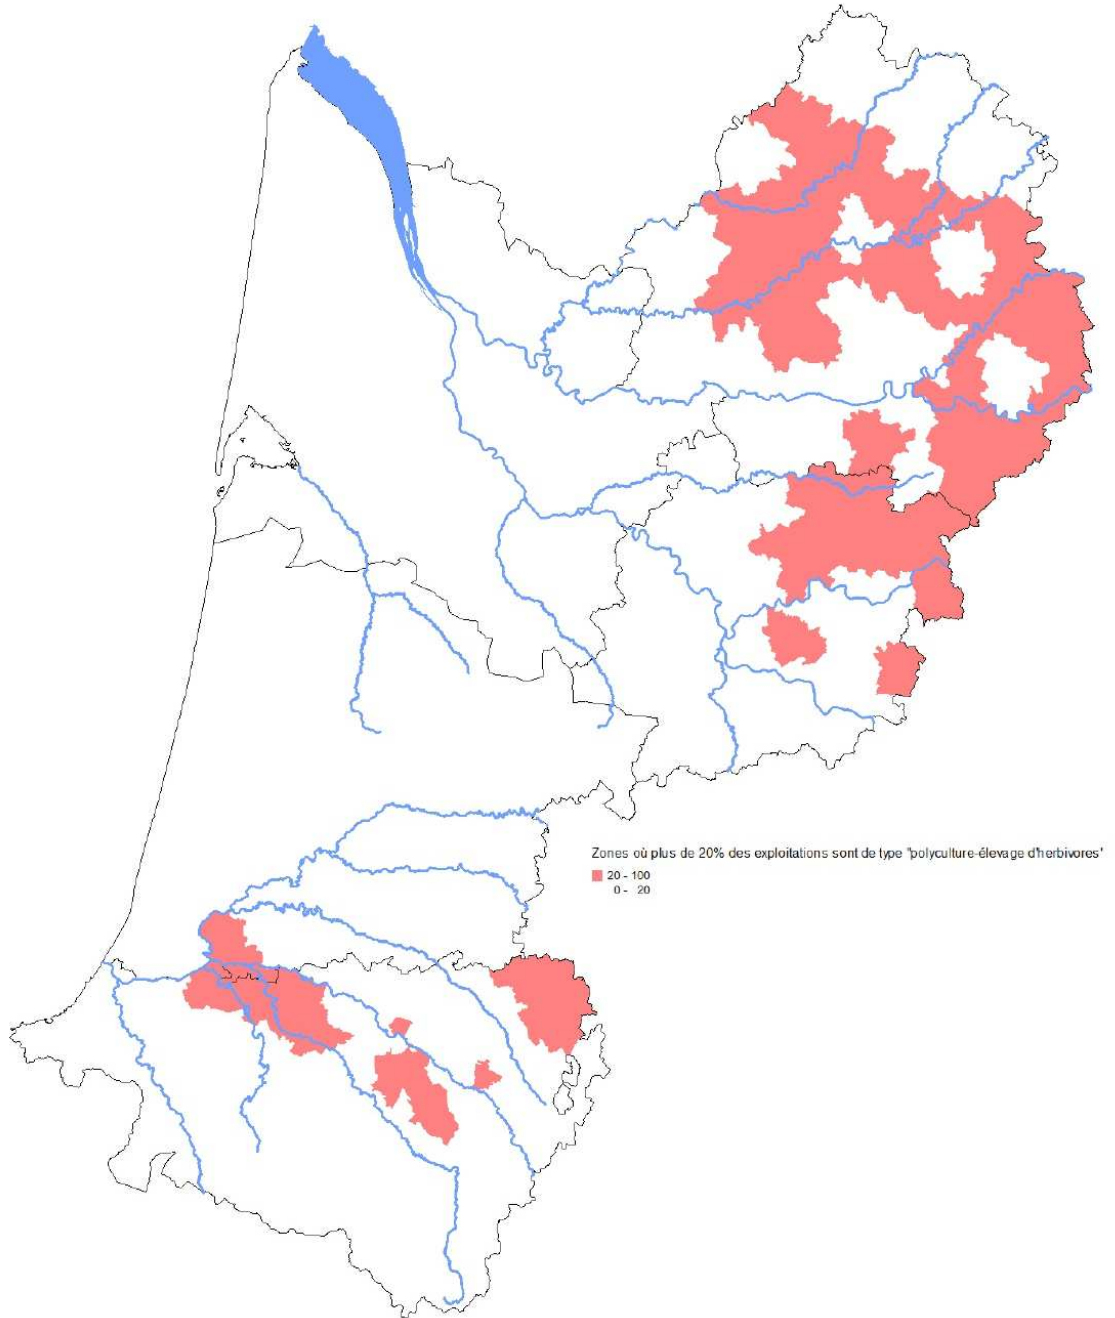 Zones où plus de 20% des exploitations sont de type "polyculture-élevage d'herbivores"
20 - 100
0 - 20